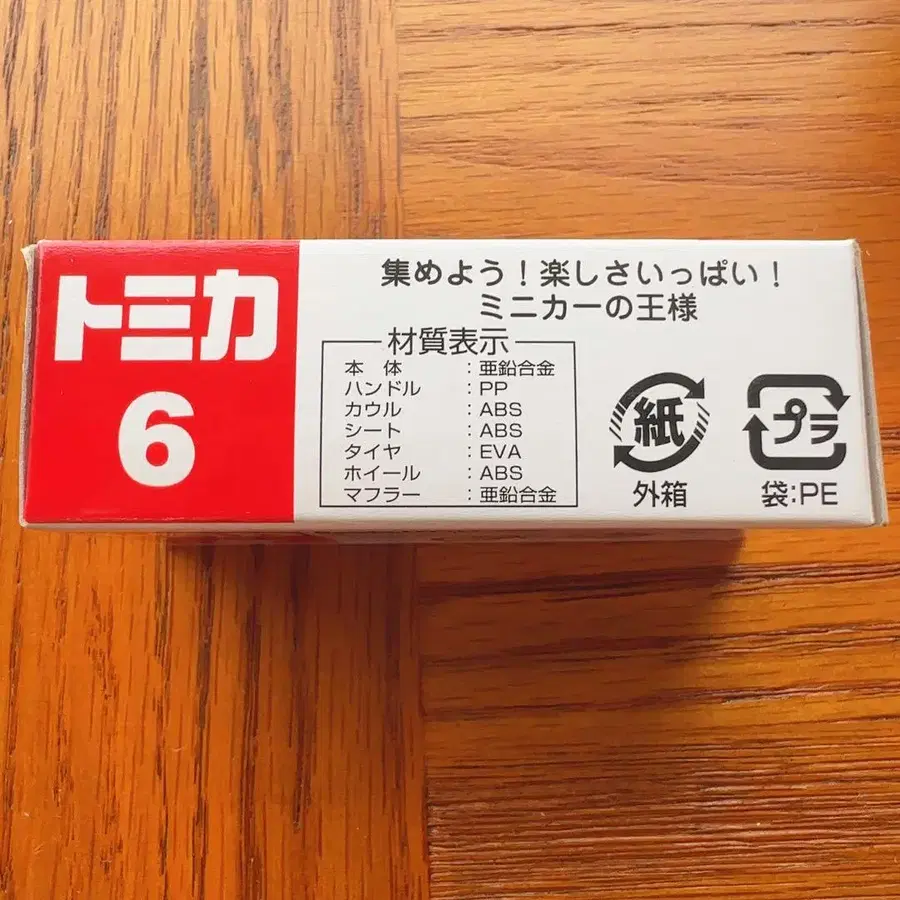 トミカ
6
集めよう!楽しさいっぱい!
ミニカーの王様
材質表示
本 体 :亜鉛合金
ハンドル :PP
カウル :ABS
シート :ABS
タイヤ :EVA
ホイール :ABS
マフラー :亜鉛合金
紙
外箱
プラ
袋:PE